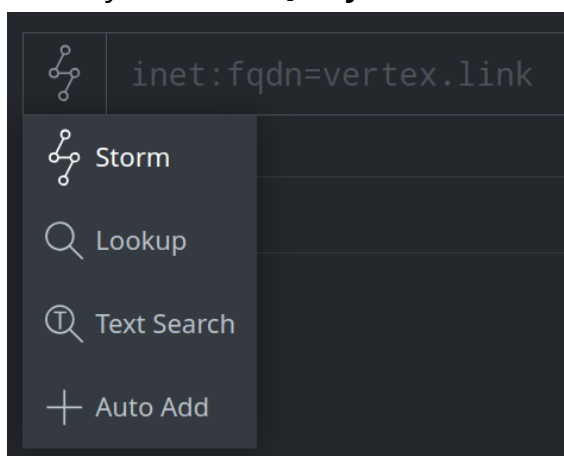 inet:fqdn=vertex.link
Storm
Lookup
Text Search
Auto Add